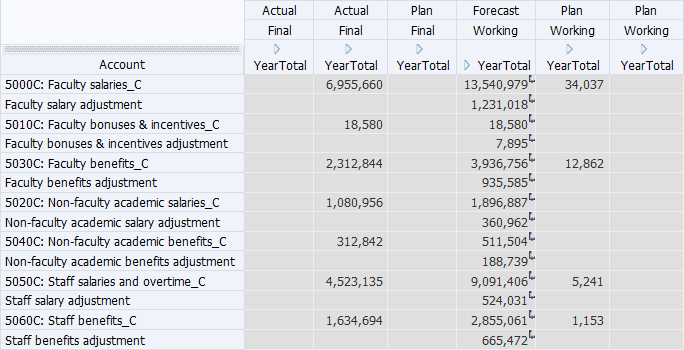 Actual Actual Plan Forecast Plan Plan
Final Final Final Working Working Working
Account YearTotal YearTotal YearTotal YearTotal YearTotal YearTotal
5000C: Faculty salaries_C 6,955,660 13,540,979 34,037
Faculty salary adjustment 1,231,018
5010C: Faculty bonuses & incentives_C 18,580 18,580
Faculty bonuses & incentives adjustment 7,895
5030C: Faculty benefits_C 2,312,844 3,936,756 12,862
Faculty benefits adjustment 935,585
5020C: Non-faculty academic salaries_C 1,080,956 1,896,887
Non-faculty academic salary adjustment 360,962
5040C: Non-faculty academic benefits_C 312,842 511,504
Non-faculty academic benefits adjustment 188,739
5050C: Staff salaries and overtime_C 4,523,135 9,091,406 5,241
Staff salary adjustment 524,031
5060C: Staff benefits_C 1,634,694 2,855,061 1,153
Staff benefits adjustment 665,472